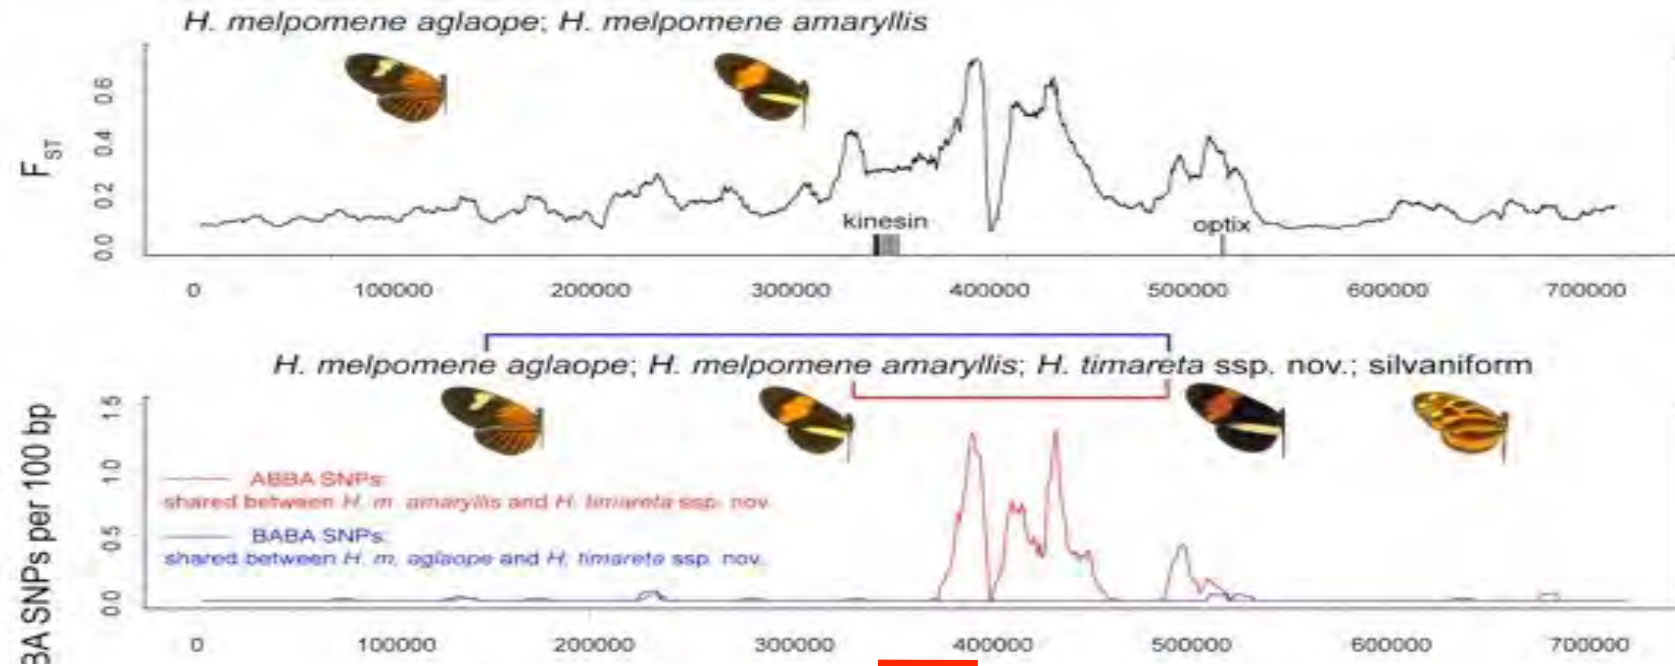 H. melpomene aglaope; H. melpomene amaryllis
F_ST
0.6
0.4
0.2
0.0
kinesin
optix
0 100000 200000 300000 400000 500000 600000 700000
H. melpomene aglaope; H. melpomene amaryllis; H. timareta ssp. nov.; silvaniform
BA SNPs per 100 bp
1.5
1.0
0.5
0.0
ABBA SNPs:
shared between H. m. amaryllis and H. timareta ssp. nov.
BABA SNPs:
shared between H. m. aglaope and H. timareta ssp. nov.
0 100000 200000 300000 400000 500000 600000 700000